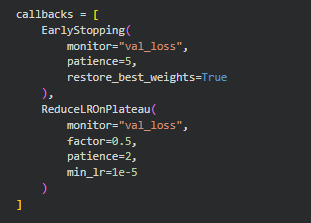 callbacks = [
    EarlyStopping(
        monitor="val_loss",
        patience=5,
        restore_best_weights=True
    ),
    ReduceLROnPlateau(
        monitor="val_loss",
        factor=0.5,
        patience=2,
        min_lr=1e-5
    )
]